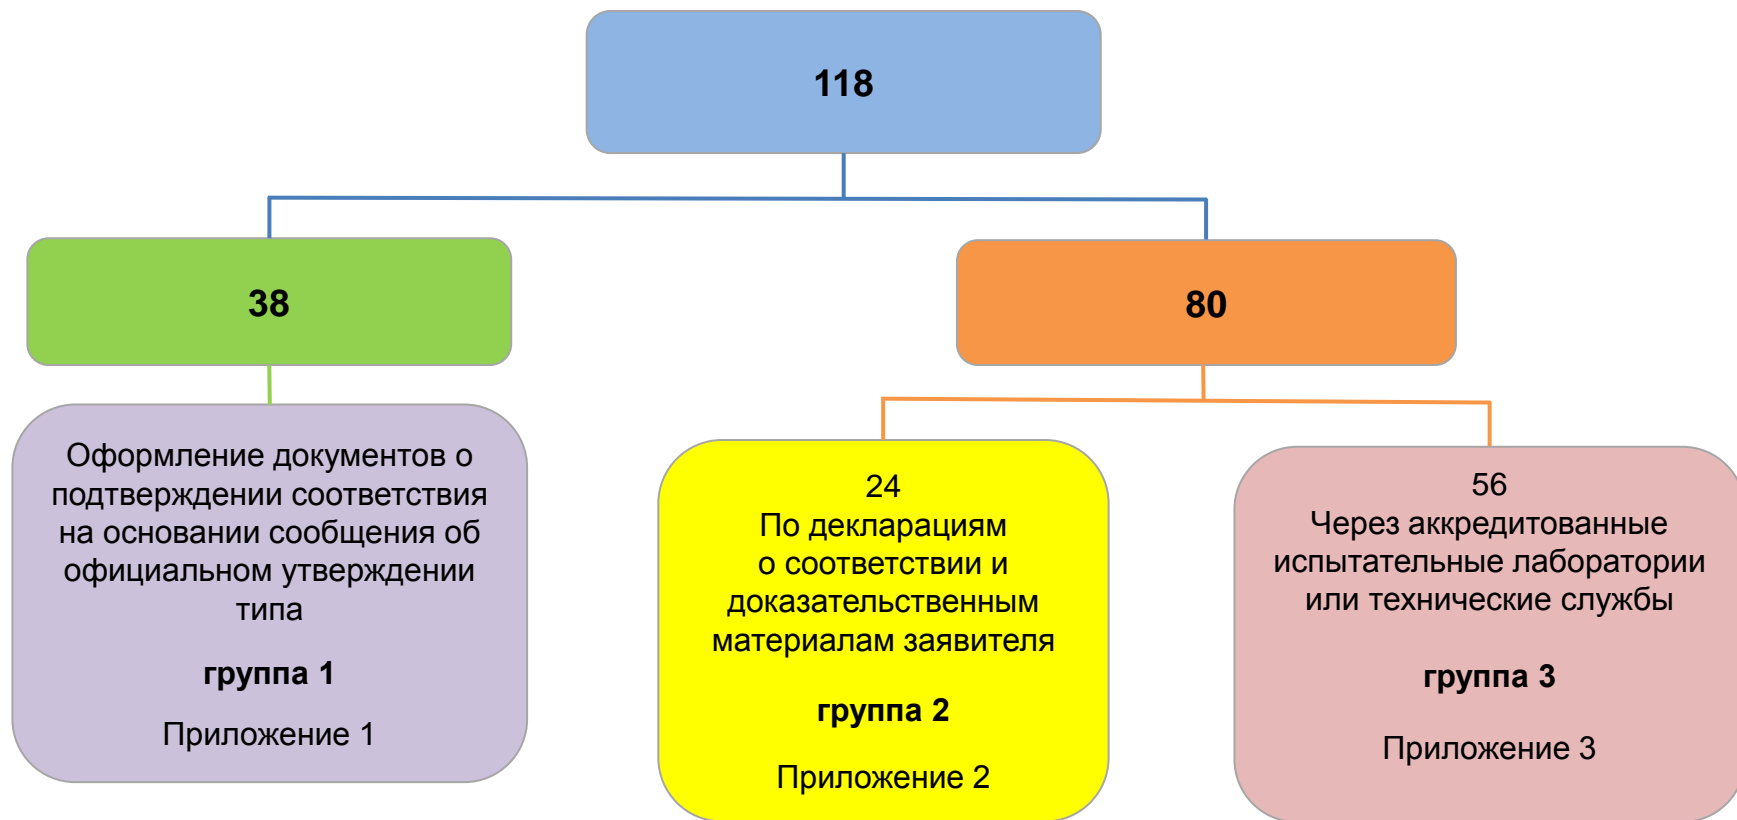 118
38
80
Оформление документов о
подтверждении соответствия
на основании сообщения об
официальном утверждении
типа
группа 1
Приложение 1
24
По декларациям
о соответствии и
доказательственным
материалам заявителя
группа 2
Приложение 2
56
Через аккредитованные
испытательные лаборатории
или технические службы
группа 3
Приложение 3